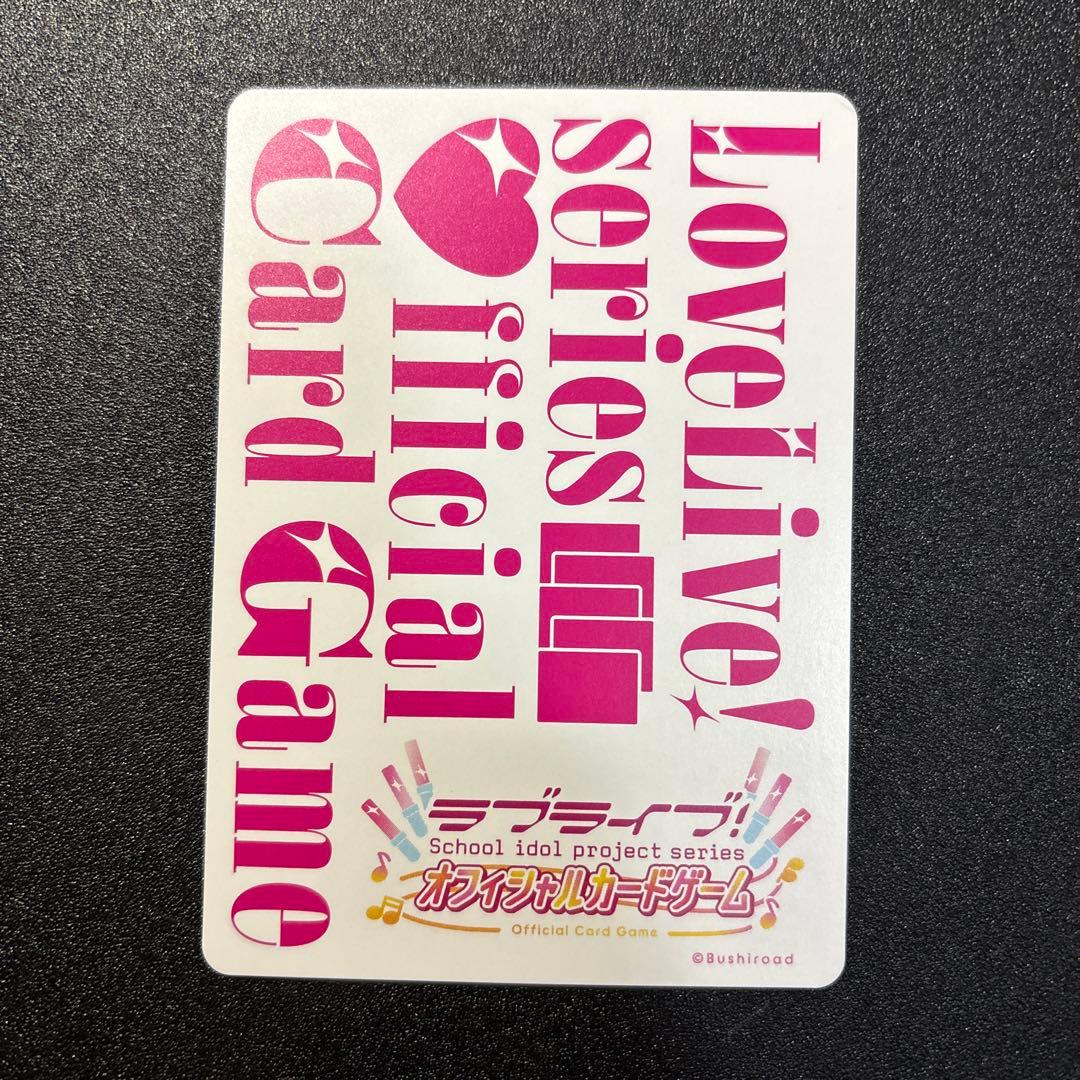 LoveLive!
series
♥fficial
Card Game
ラブライブ!
School idol project series
オフィシャルカードゲーム
Official Card Game
©Bushiroad